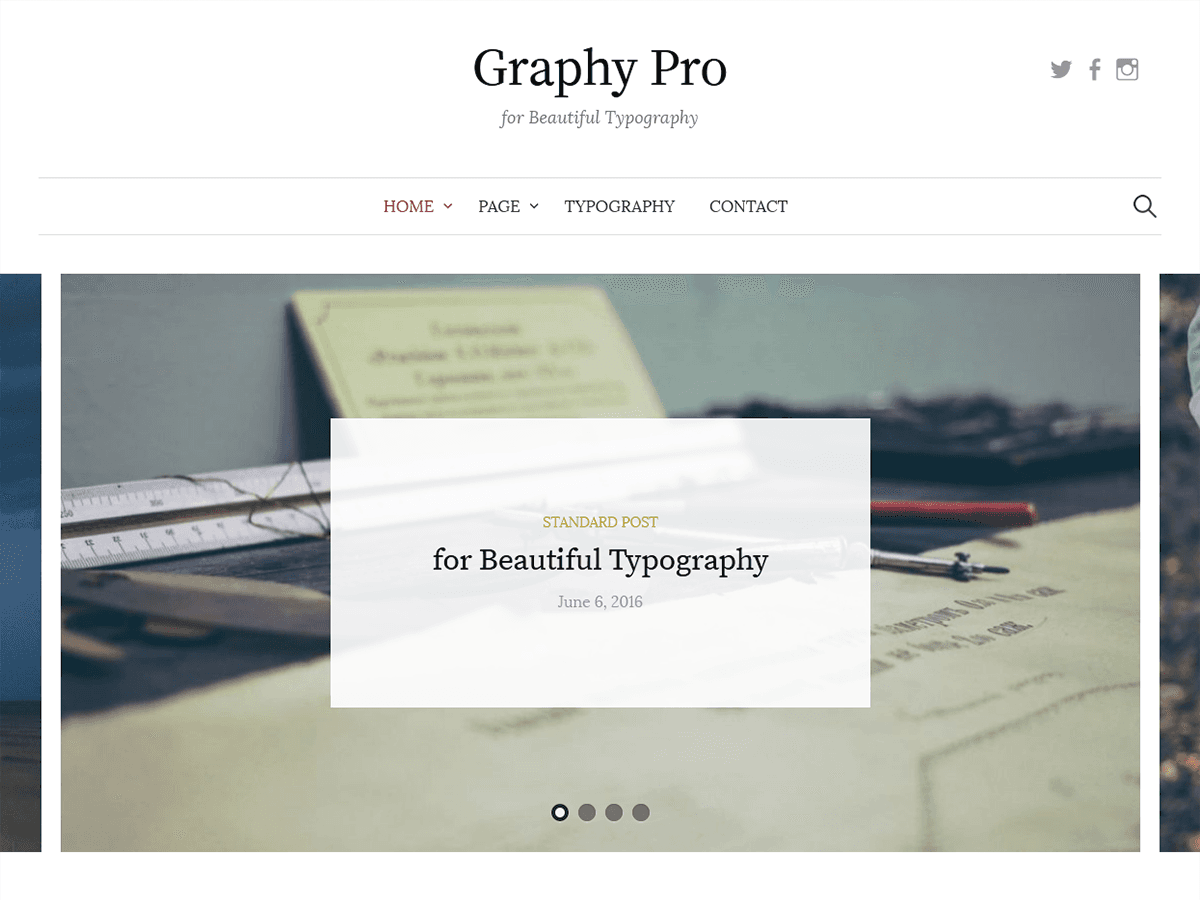 Graphy Pro
for Beautiful Typography
HOME PAGE TYPOGRAPHY CONTACT
STANDARD POST
for Beautiful Typography
June 6, 2016